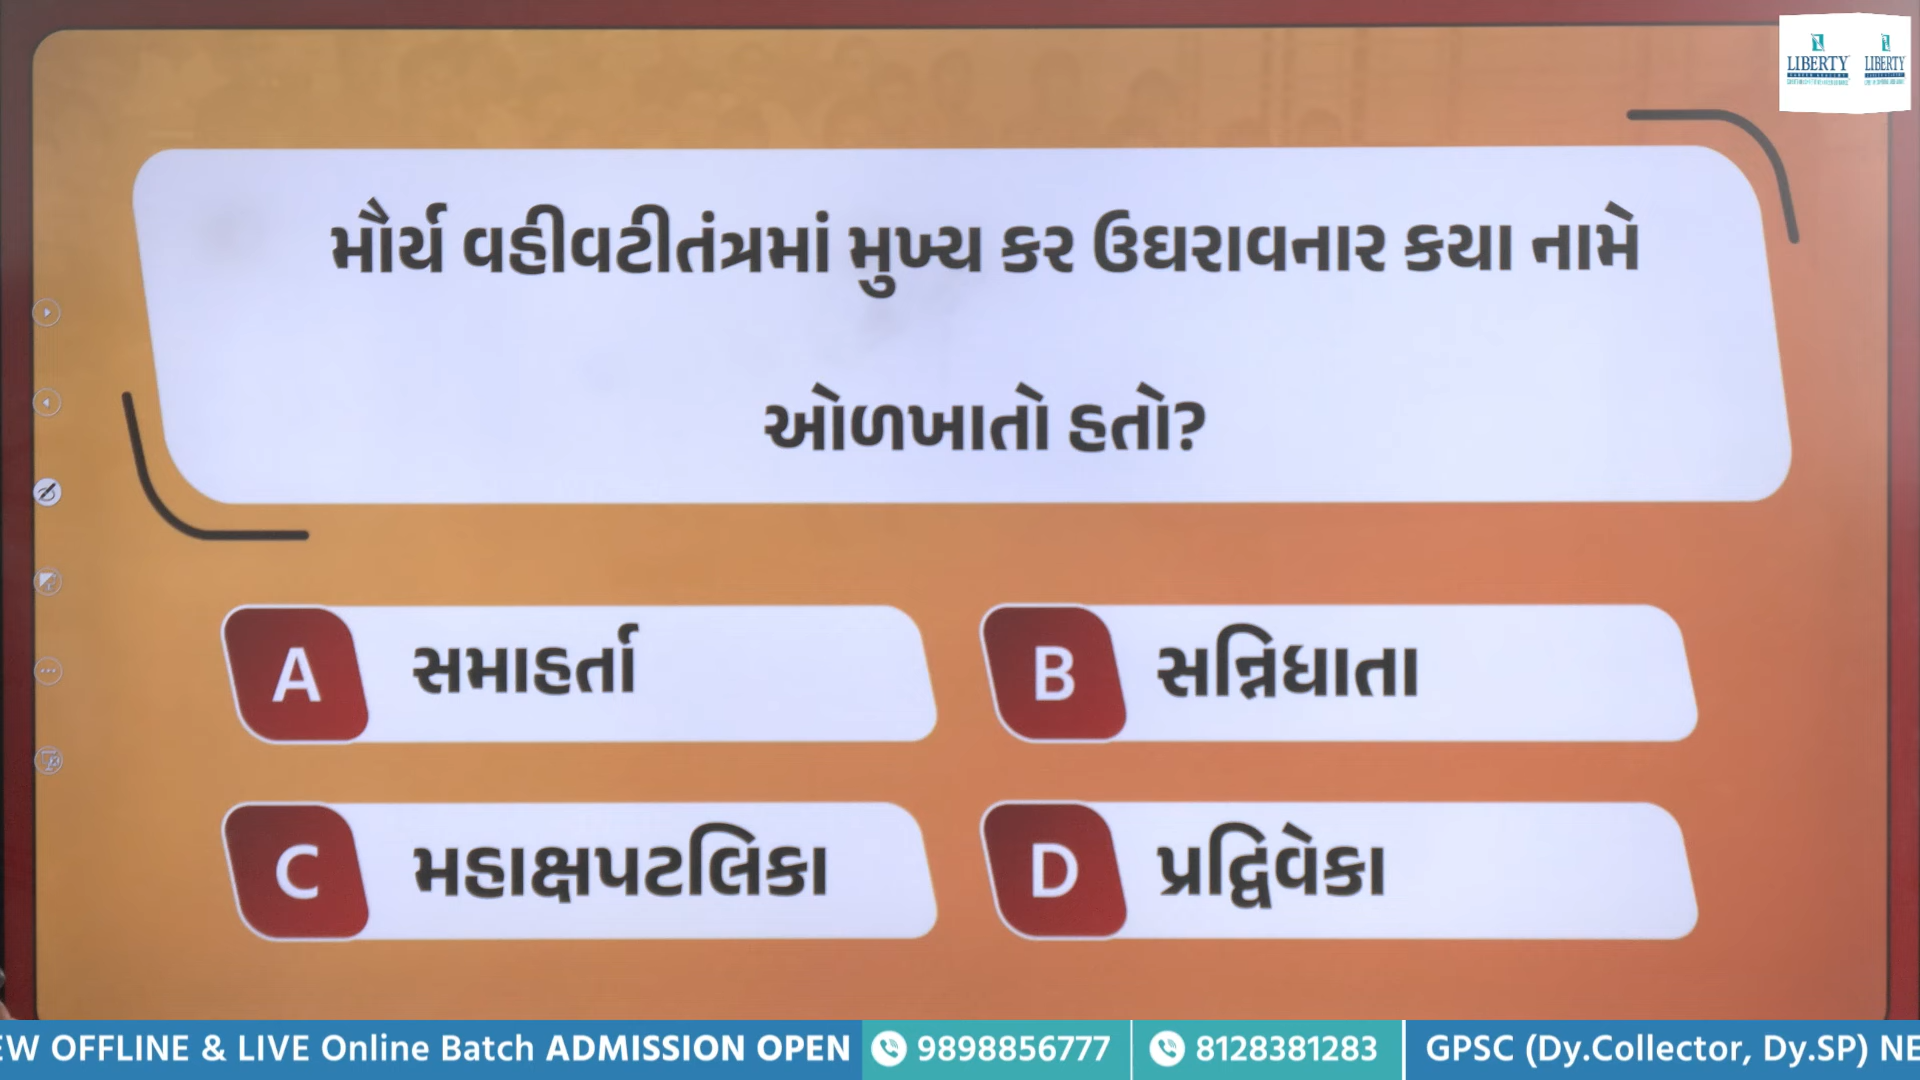 LIBERTY LIBERTY
મૌર્ય વહીવટીતંત્રમાં મુખ્ય કર ઉઘરાવનાર કયા નામે
ઓળખાતો હતો?
A સમાહર્તા
B સન્નિધાતા
C મહાક્ષપટલિકા
D પ્રદ્વિવેકા
EW OFFLINE & LIVE Online Batch ADMISSION OPEN 9898856777 8128381283 GPSC (Dy.Collector, Dy.SP) NE